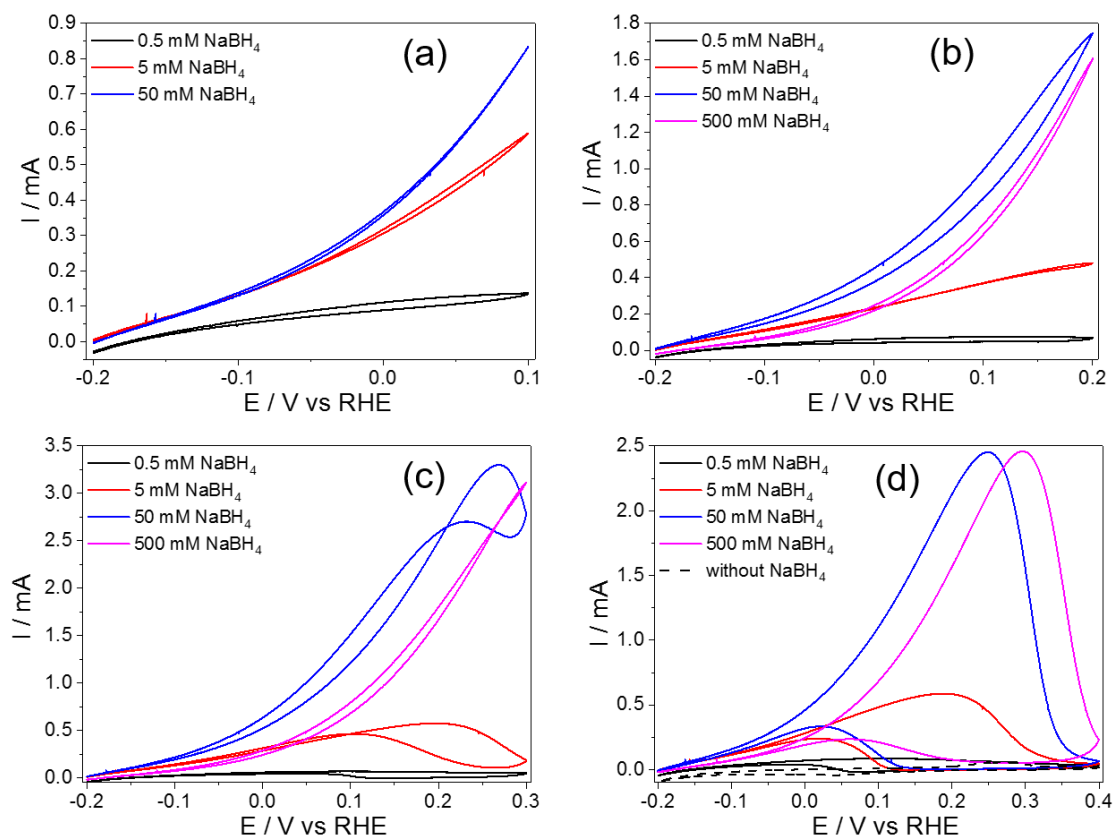 (a)
0.5 mM NaBH₄
5 mM NaBH₄
50 mM NaBH₄
I / mA
0.9
0.8
0.7
0.6
0.5
0.4
0.3
0.2
0.1
0.0
-0.2 -0.1 0.0 0.1
E / V vs RHE
(b)
0.5 mM NaBH₄
5 mM NaBH₄
50 mM NaBH₄
500 mM NaBH₄
I / mA
1.8
1.6
1.4
1.2
1.0
0.8
0.6
0.4
0.2
0.0
-0.2 -0.1 0.0 0.1 0.2
E / V vs RHE
(c)
0.5 mM NaBH₄
5 mM NaBH₄
50 mM NaBH₄
500 mM NaBH₄
I / mA
3.5
3.0
2.5
2.0
1.5
1.0
0.5
0.0
-0.2 -0.1 0.0 0.1 0.2 0.3
E / V vs RHE
(d)
0.5 mM NaBH₄
5 mM NaBH₄
50 mM NaBH₄
500 mM NaBH₄
without NaBH₄
I / mA
2.5
2.0
1.5
1.0
0.5
0.0
-0.2 -0.1 0.0 0.1 0.2 0.3 0.4
E / V vs RHE